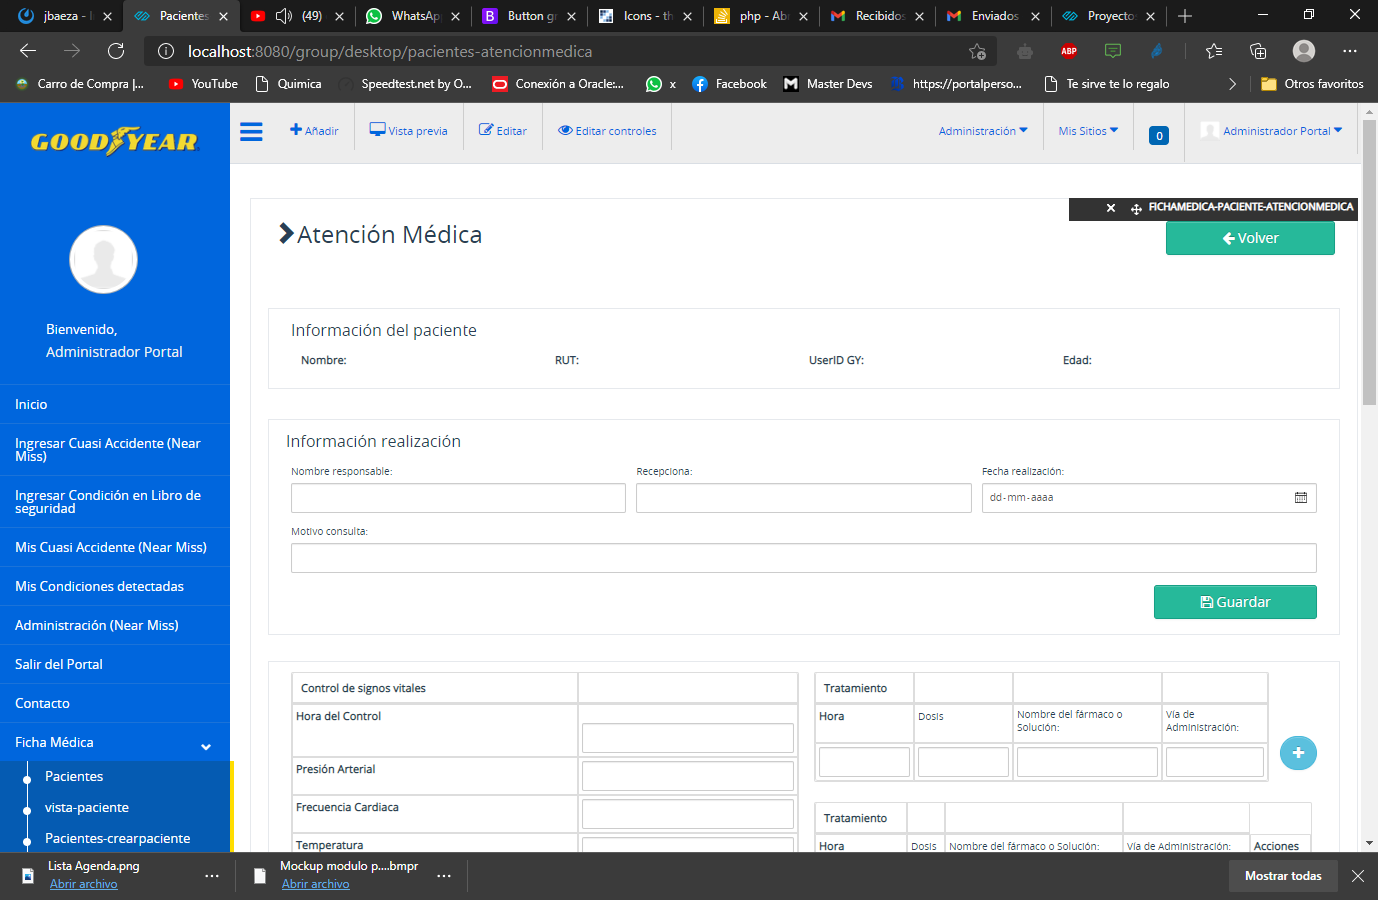 jbaeza - I
Pacientes
(49)
WhatsAp
Button gr
Icons - th
php - Ab
Recibidos
Enviados
Proyecto
localhost:8080/group/desktop/pacientes-atencionmedica
ABP
Carro de Compra |...
YouTube
Quimica
Speedtest.net by O...
Conexión a Oracle:...
x
Facebook
Master Devs
https://portalperso...
Te sirve te lo regalo
Otros favoritos
GOODYEAR
Añadir
Vista previa
Editar
Editar controles
Administración
Mis Sitios
0
Administrador Portal
Bienvenido,
Administrador Portal
Inicio
Ingresar Cuasi Accidente (Near
Miss)
Ingresar Condición en Libro de
seguridad
Mis Cuasi Accidente (Near Miss)
Mis Condiciones detectadas
Administración (Near Miss)
Salir del Portal
Contacto
Ficha Médica
Pacientes
vista-paciente
Pacientes-crearpaciente
FICHAMEDICA-PACIENTE-ATENCIONMEDICA
Atención Médica
Volver
Información del paciente
Nombre:
RUT:
UserID GY:
Edad:
Información realización
Nombre responsable:
Recepciona:
Fecha realización:
dd-mm-aaaa
Motivo consulta:
Guardar
Control de signos vitales
Hora del Control
Presión Arterial
Frecuencia Cardiaca
Temperatura
Tratamiento
Hora
Dosis
Nombre del fármaco o
Solución:
Vía de
Administración:
Tratamiento
Hora
Dosis
Nombre del fármaco o Solución:
Vía de Administración:
Acciones
Lista Agenda.png
Abrir archivo
Mockup modulo p....bmpr
Abrir archivo
Mostrar todas